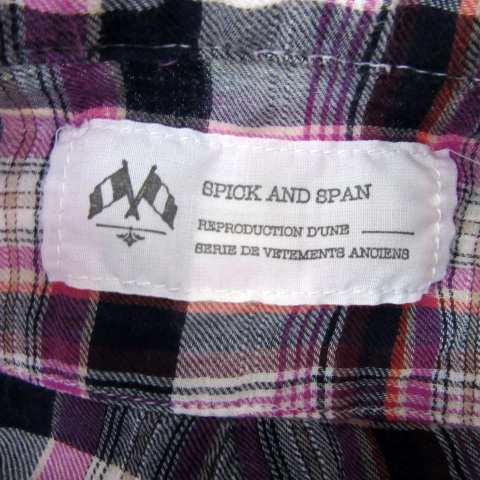 SPICK AND SPAN
REPRODUCTION D'UNE
SERIE DE VETEMENTS ANCIENS